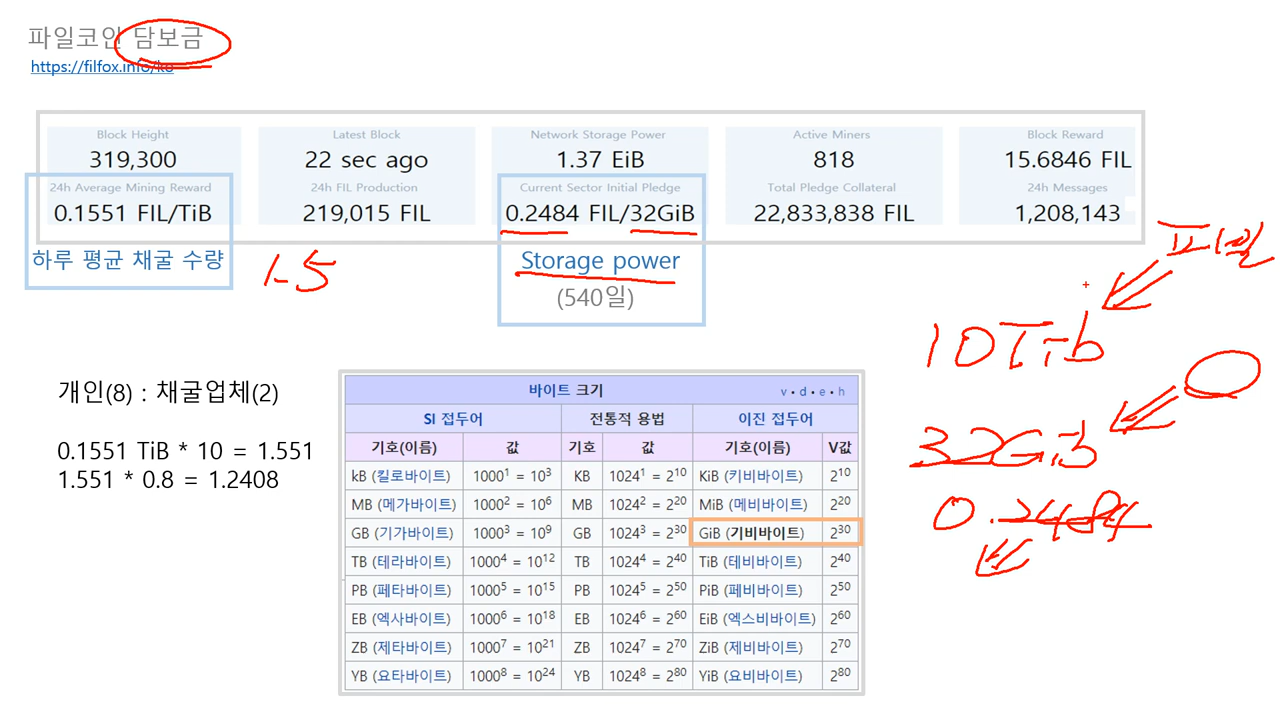 파일코인 담보금
https://filfox.info/ko
Block Height
319,300
Latest Block
22 sec ago
Network Storage Power
1.37 EiB
Active Miners
818
Block Reward
15.6846 FIL
24h Average Mining Reward
0.1551 FIL/TiB
24h FIL Production
219,015 FIL
Current Sector Initial Pledge
0.2484 FIL/32GiB
Total Pledge Collateral
22,833,838 FIL
24h Messages
1,208,143
하루 평균 채굴 수량
1.5
Storage power
(540일)
파일
10Tib
32Gib
0.2484
개인(8) : 채굴업체(2)
0.1551 TiB * 10 = 1.551
1.551 * 0.8 = 1.2408
바이트 크기 v • d • e • h
SI 접두어 전통적 용법 이진 접두어
기호(이름) 값 기호 값 기호(이름) V값
kB (킬로바이트) 1000¹ = 10³ KB 1024¹ = 2¹⁰ KiB (키비바이트) 2¹⁰
MB (메가바이트) 1000² = 10⁶ MB 1024² = 2²⁰ MiB (메비바이트) 2²⁰
GB (기가바이트) 1000³ = 10⁹ GB 1024³ = 2³⁰ GiB (기비바이트) 2³⁰
TB (테라바이트) 1000⁴ = 10¹² TB 1024⁴ = 2⁴⁰ TiB (테비바이트) 2⁴⁰
PB (페타바이트) 1000⁵ = 10¹⁵ PB 1024⁵ = 2⁵⁰ PiB (페비바이트) 2⁵⁰
EB (엑사바이트) 1000⁶ = 10¹⁸ EB 1024⁶ = 2⁶⁰ EiB (엑스비바이트) 2⁶⁰
ZB (제타바이트) 1000⁷ = 10²¹ ZB 1024⁷ = 2⁷⁰ ZiB (제비바이트) 2⁷⁰
YB (요타바이트) 1000⁸ = 10²⁴ YB 1024⁸ = 2⁸⁰ YiB (요비바이트) 2⁸⁰